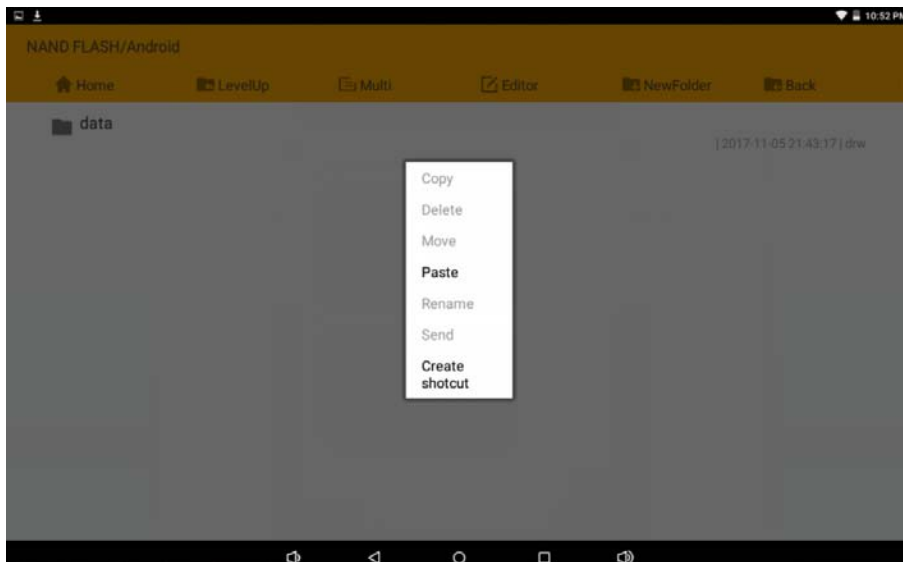 10:52 PM
NAND FLASH/Android
Home LevelUp Multi Editor NewFolder Back
data
| 2017-11-05 21:43:17 | drw
Copy
Delete
Move
Paste
Rename
Send
Create
shotcut